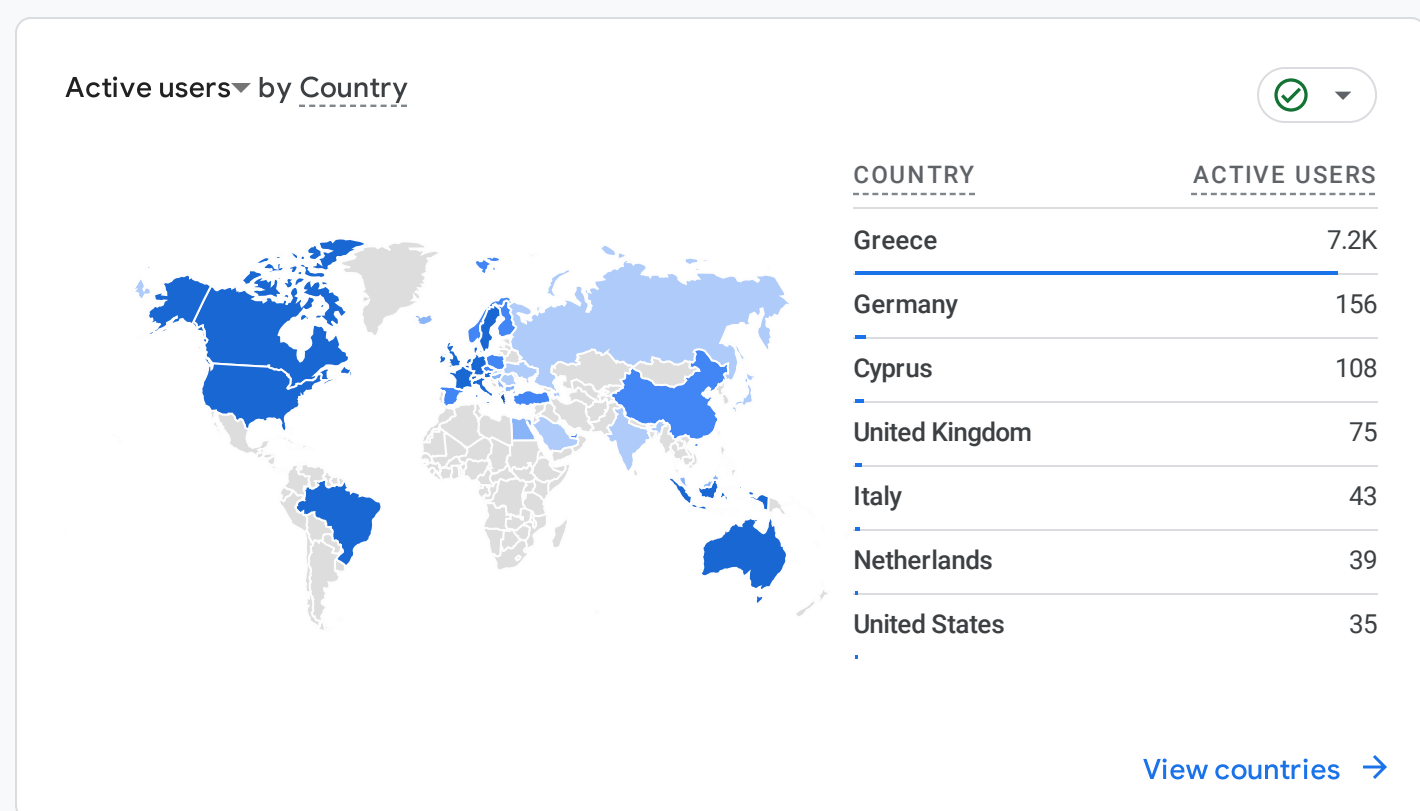 Active users by Country
COUNTRY ACTIVE USERS
Greece 7.2K
Germany 156
Cyprus 108
United Kingdom 75
Italy 43
Netherlands 39
United States 35
View countries